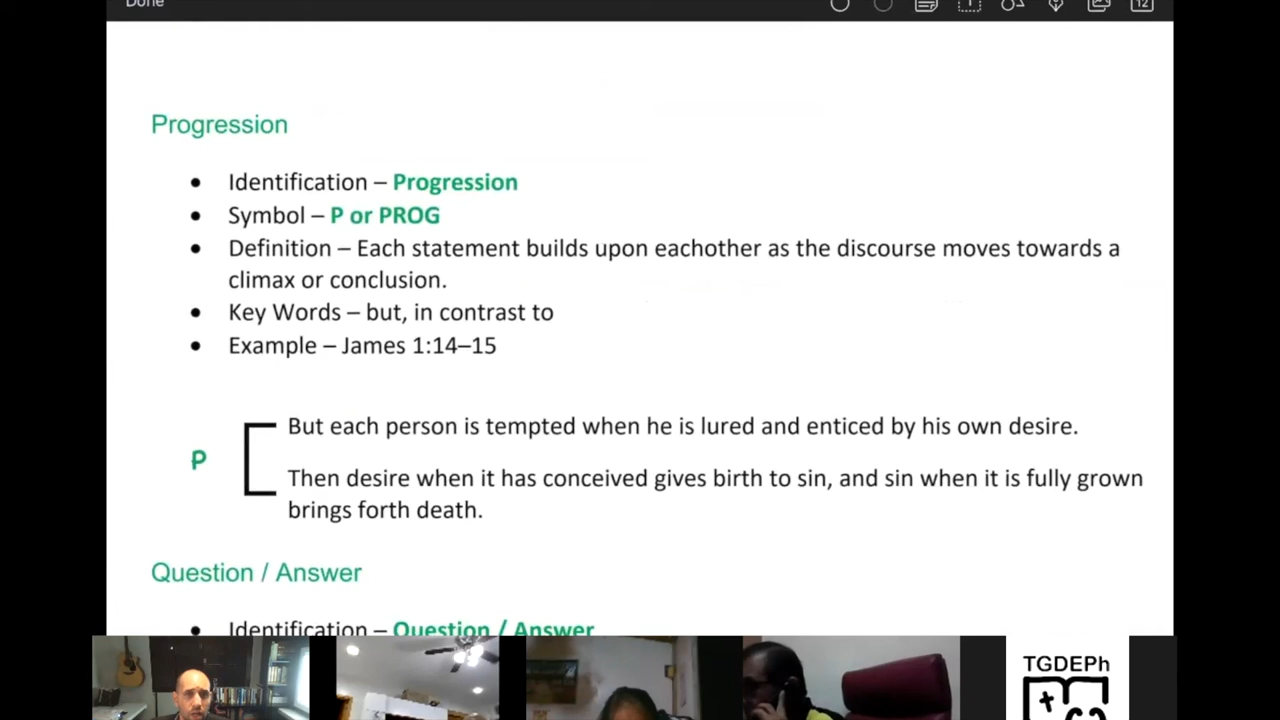 Done
12
Progression
• Identification – Progression
• Symbol – P or PROG
• Definition – Each statement builds upon eachother as the discourse moves towards a
climax or conclusion.
• Key Words – but, in contrast to
• Example – James 1:14–15
But each person is tempted when he is lured and enticed by his own desire.
P
Then desire when it has conceived gives birth to sin, and sin when it is fully grown
brings forth death.
Question / Answer
• Identification – Question / Answer
TGDEPh